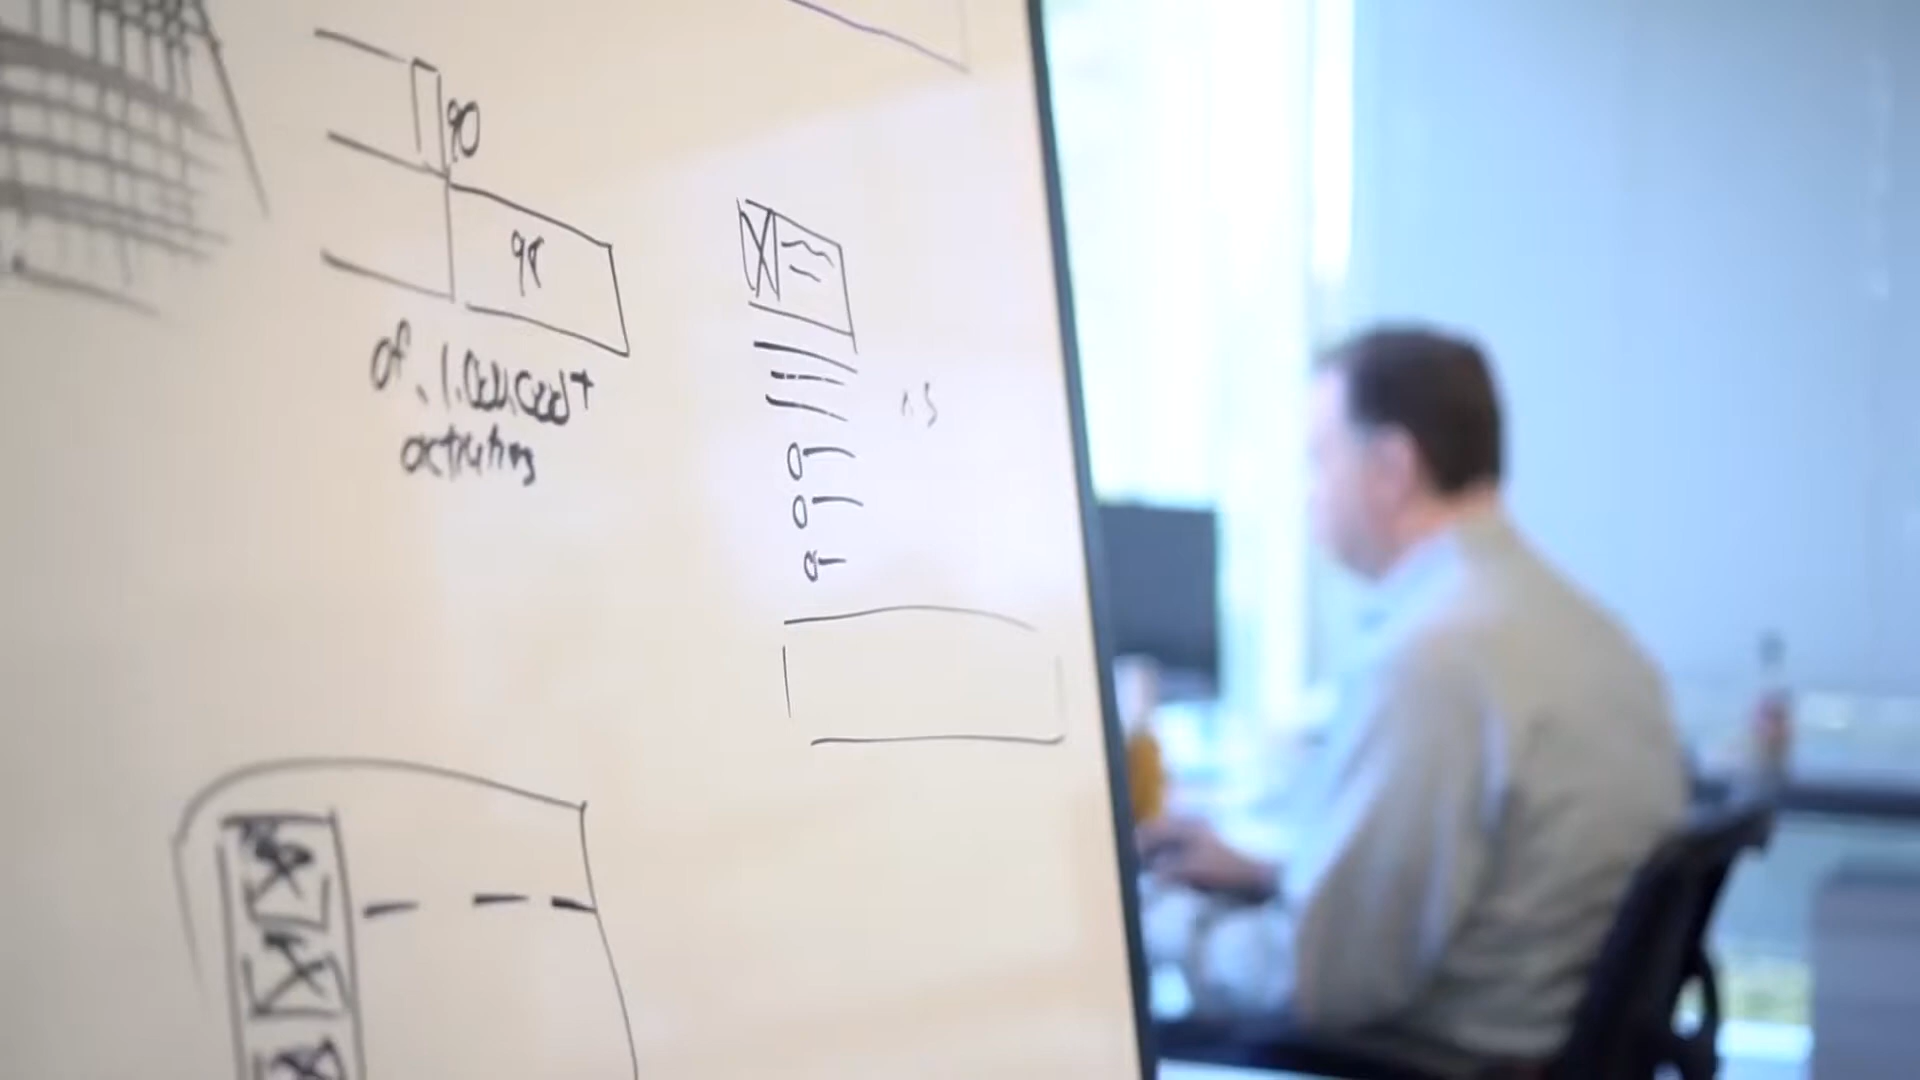 90
98
of 1.000.000+
activities